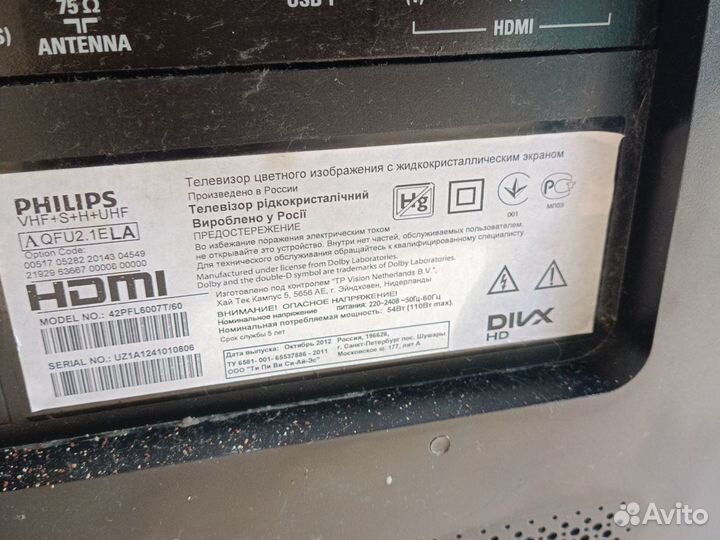 75Ω
ANTENNA
HDMI
PHILIPS
VHF+S+H+UHF
QFU2.1ELA
Option Code:
00517 05282 20143 04549
21929 63667 00006 00000
HDMI
MODEL NO.: 42PFL6007T/60
SERIAL NO.: UZ1A1241010806
Телевизор цветного изображения с жидкокристаллическим экраном
Произведено в России
Телевізор рідкокристалічний
Вироблено у Росії
ПРЕДОСТЕРЕЖЕНИЕ
Во избежание поражения электрическим током
не открывайте это устройство. Внутри нет частей, обслуживаемых пользователем
Для технического обслуживания обращайтесь к квалифицированному специалисту.
Manufactured under license from Dolby Laboratories.
Dolby and the double-D symbol are trademarks of Dolby Laboratories.
Изготовлено под контролем "TP Vision Netherlands B.V.",
Хай Тек Кампус 5, 5656 AE, г. Эйндховен, Нидерланды
ВНИМАНИЕ! ОПАСНОЕ НАПРЯЖЕНИЕ!
Номинальное напряжение питания: 220-240В ~50Гц-60Гц
Номинальная потребляемая мощность: 54Вт (110Вт max).
Срок службы 5 лет
Дата выпуска: Октябрь 2012
ТУ 6581- 001- 65537886 - 2011
ООО "Ти Пи Ви Си-Ай-Эс"
Россия, 196626,
г. Санкт-Петербург пос. Шушары
Московское ш. 177, лит А
Hg
001
МЛ03
DIVX
HD
Avito